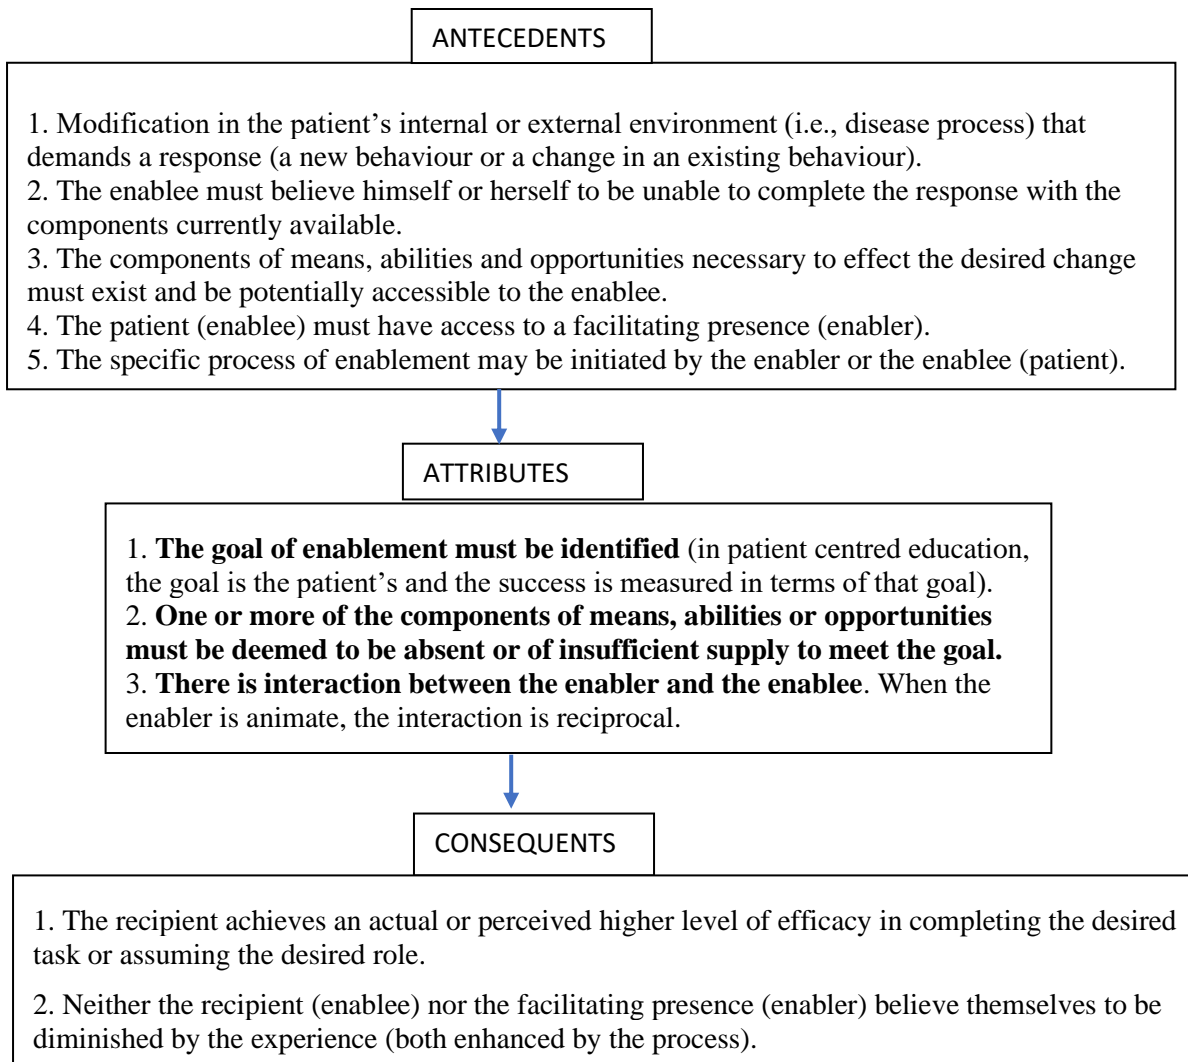 ANTECEDENTS
1. Modification in the patient’s internal or external environment (i.e., disease process) that
demands a response (a new behaviour or a change in an existing behaviour).
2. The enablee must believe himself or herself to be unable to complete the response with the
components currently available.
3. The components of means, abilities and opportunities necessary to effect the desired change
must exist and be potentially accessible to the enablee.
4. The patient (enablee) must have access to a facilitating presence (enabler).
5. The specific process of enablement may be initiated by the enabler or the enablee (patient).
ATTRIBUTES
1. The goal of enablement must be identified (in patient centred education,
the goal is the patient’s and the success is measured in terms of that goal).
2. One or more of the components of means, abilities or opportunities
must be deemed to be absent or of insufficient supply to meet the goal.
3. There is interaction between the enabler and the enablee. When the
enabler is animate, the interaction is reciprocal.
CONSEQUENTS
1. The recipient achieves an actual or perceived higher level of efficacy in completing the desired
task or assuming the desired role.
2. Neither the recipient (enablee) nor the facilitating presence (enabler) believe themselves to be
diminished by the experience (both enhanced by the process).